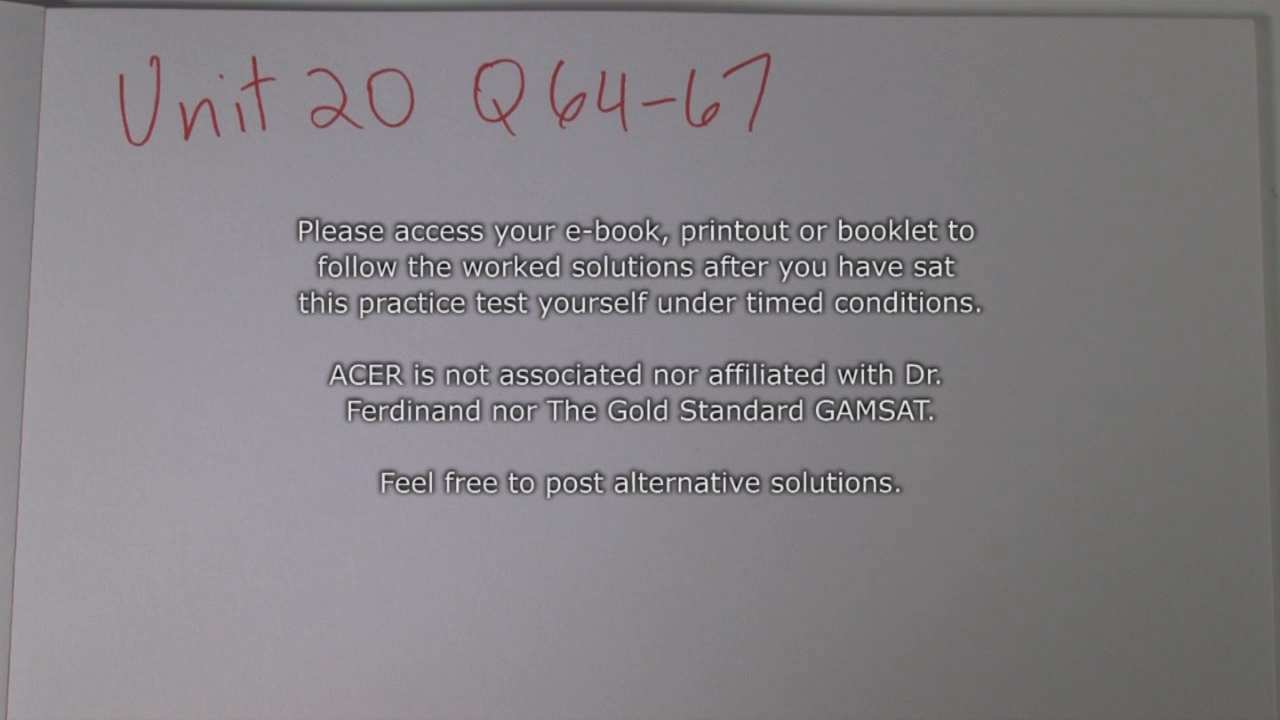 Unit 20 Q64-67
Please access your e-book, printout or booklet to
follow the worked solutions after you have sat
this practice test yourself under timed conditions.
ACER is not associated nor affiliated with Dr.
Ferdinand nor The Gold Standard GAMSAT.
Feel free to post alternative solutions.